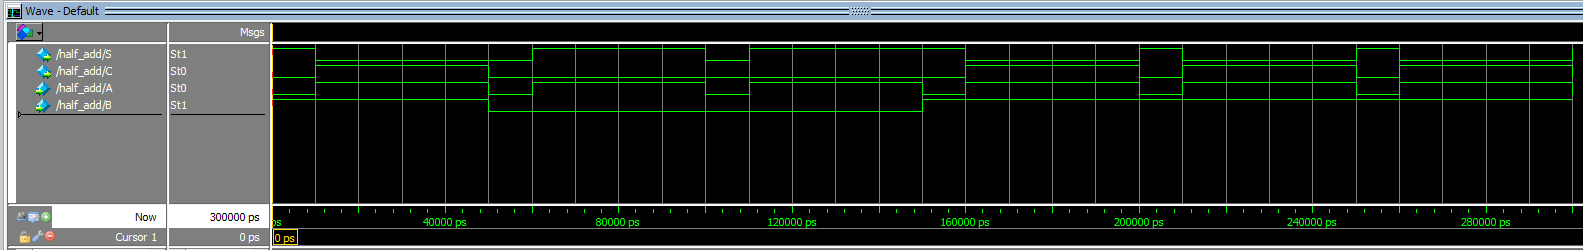 Wave - Default
Msgs
/half_add/S St1
/half_add/C St0
/half_add/A St0
/half_add/B St1
Now 300000 ps
ps 40000 ps 80000 ps 120000 ps 160000 ps 200000 ps 240000 ps 280000 ps
Cursor 1 0 ps 0 ps